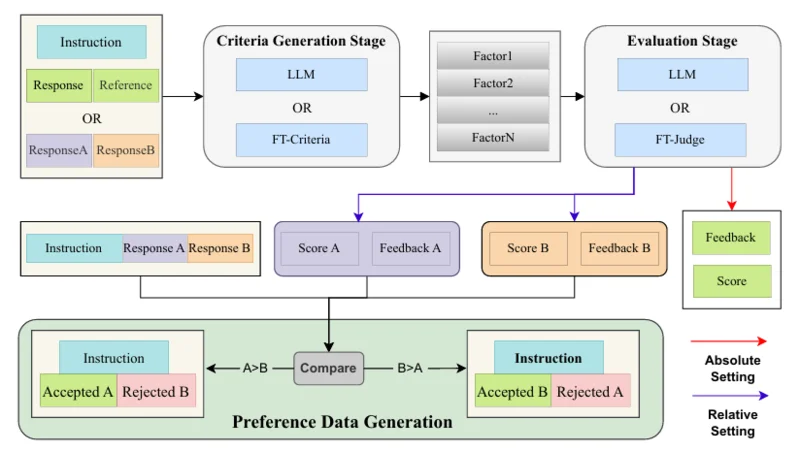 Instruction
Response Reference
OR
ResponseA ResponseB
Criteria Generation Stage
LLM
OR
FT-Criteria
Factor1
Factor2
...
FactorN
Evaluation Stage
LLM
OR
FT-Judge
Instruction Response A Response B
Score A Feedback A
Score B Feedback B
Feedback
Score
Instruction
Accepted A Rejected B
A>B
Compare
B>A
Instruction
Accepted B Rejected A
Preference Data Generation
Absolute
Setting
Relative
Setting